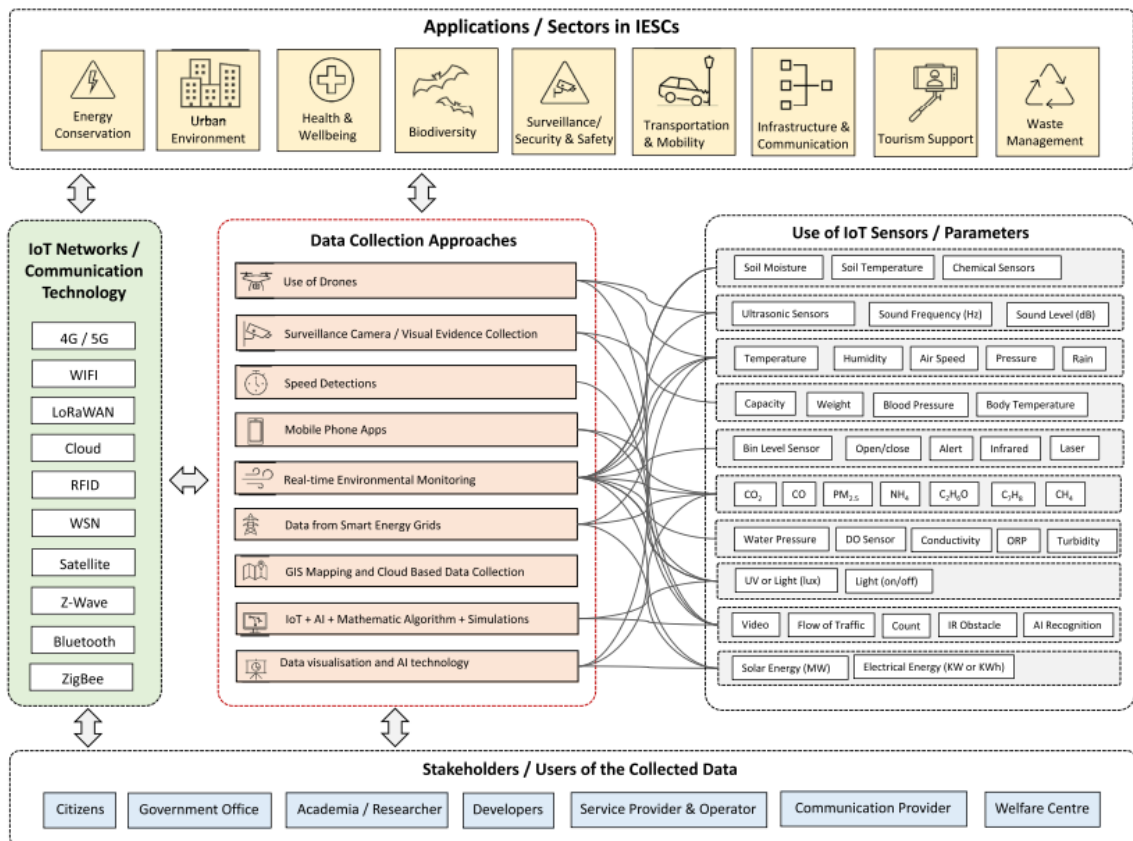 Applications / Sectors in IESCs
Energy
Conservation
Urban
Environment
Health &
Wellbeing
Biodiversity
Surveillance/
Security & Safety
Transportation
& Mobility
Infrastructure &
Communication
Tourism Support
Waste
Management
IoT Networks /
Communication
Technology
4G / 5G
WIFI
LoRaWAN
Cloud
RFID
WSN
Satellite
Z-Wave
Bluetooth
ZigBee
Data Collection Approaches
Use of Drones
Surveillance Camera / Visual Evidence Collection
Speed Detections
Mobile Phone Apps
Real-time Environmental Monitoring
Data from Smart Energy Grids
GIS Mapping and Cloud Based Data Collection
IoT + AI + Mathematic Algorithm + Simulations
Data visualisation and AI technology
Use of IoT Sensors / Parameters
Soil Moisture Soil Temperature Chemical Sensors
Ultrasonic Sensors Sound Frequency (Hz) Sound Level (dB)
Temperature Humidity Air Speed Pressure Rain
Capacity Weight Blood Pressure Body Temperature
Bin Level Sensor Open/close Alert Infrared Laser
CO₂ CO PM₂.₅ NH₄ C₂H₆O C₇H₈ CH₄
Water Pressure DO Sensor Conductivity ORP Turbidity
UV or Light (lux) Light (on/off)
Video Flow of Traffic Count IR Obstacle AI Recognition
Solar Energy (MW) Electrical Energy (KW or KWh)
Stakeholders / Users of the Collected Data
Citizens Government Office Academia / Researcher Developers Service Provider & Operator Communication Provider Welfare Centre